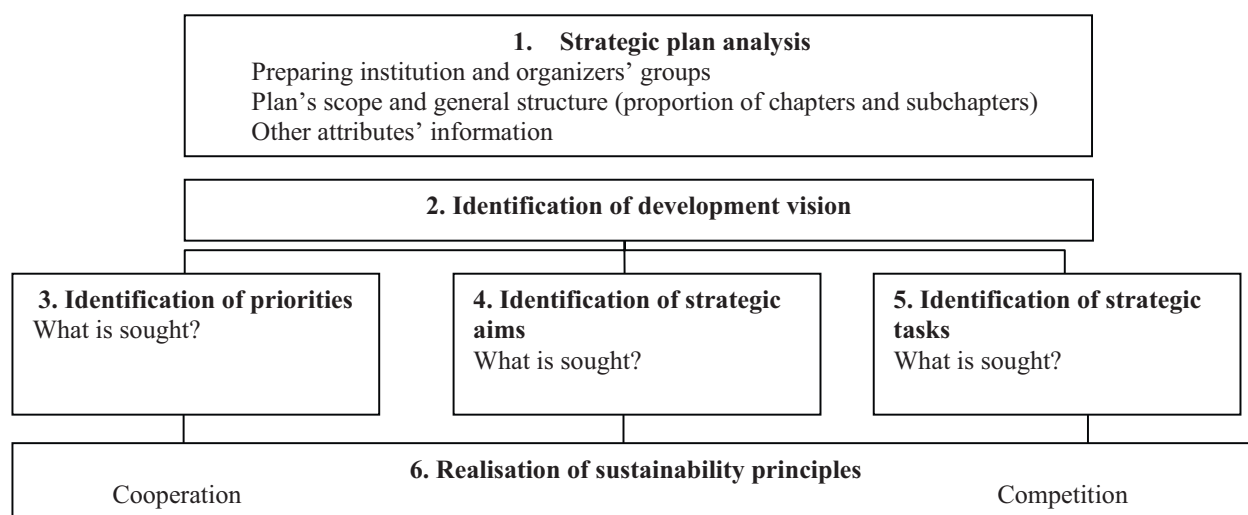 1. Strategic plan analysis
Preparing institution and organizers’ groups
Plan’s scope and general structure (proportion of chapters and subchapters)
Other attributes’ information
2. Identification of development vision
3. Identification of priorities
What is sought?
4. Identification of strategic
aims
What is sought?
5. Identification of strategic
tasks
What is sought?
6. Realisation of sustainability principles
Cooperation
Competition